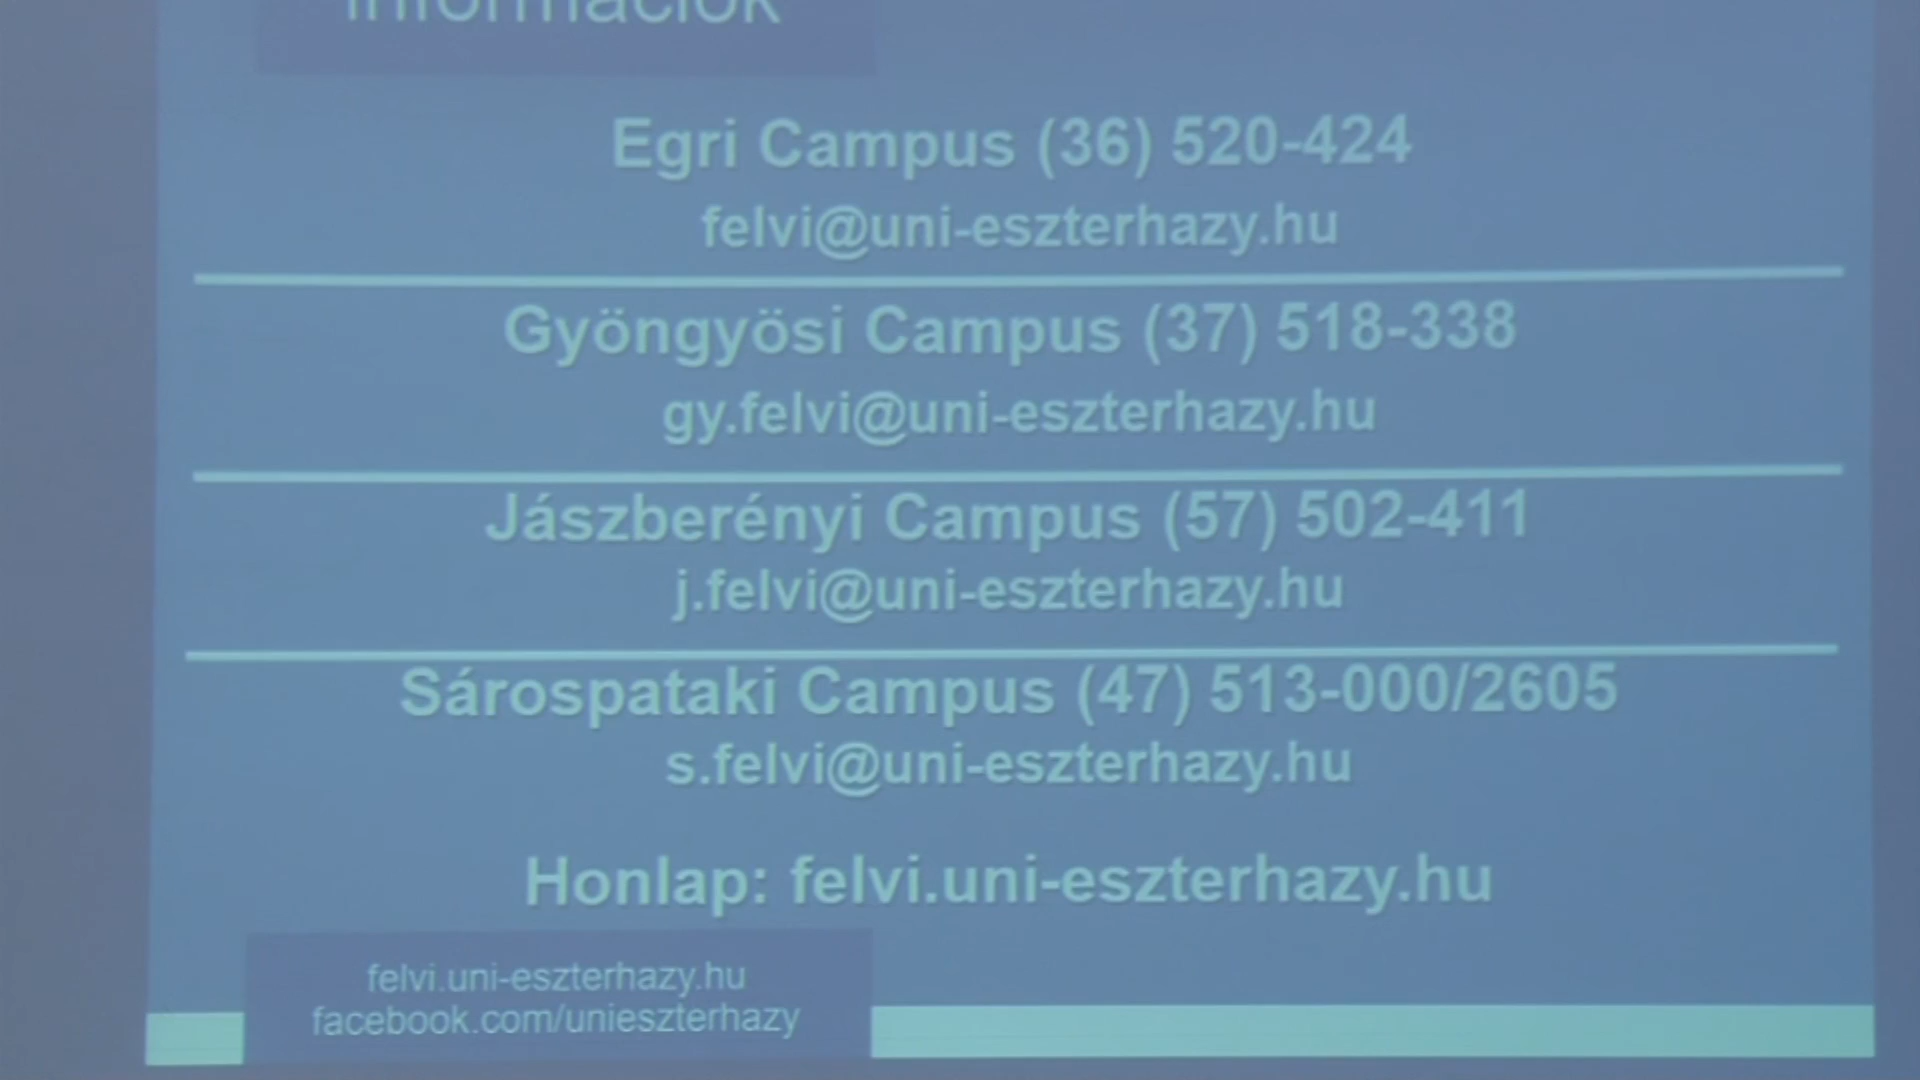 információk
Egri Campus (36) 520-424
felvi@uni-eszterhazy.hu
Gyöngyösi Campus (37) 518-338
gy.felvi@uni-eszterhazy.hu
Jászberényi Campus (57) 502-411
j.felvi@uni-eszterhazy.hu
Sárospataki Campus (47) 513-000/2605
s.felvi@uni-eszterhazy.hu
Honlap: felvi.uni-eszterhazy.hu
felvi.uni-eszterhazy.hu
facebook.com/unieszterhazy